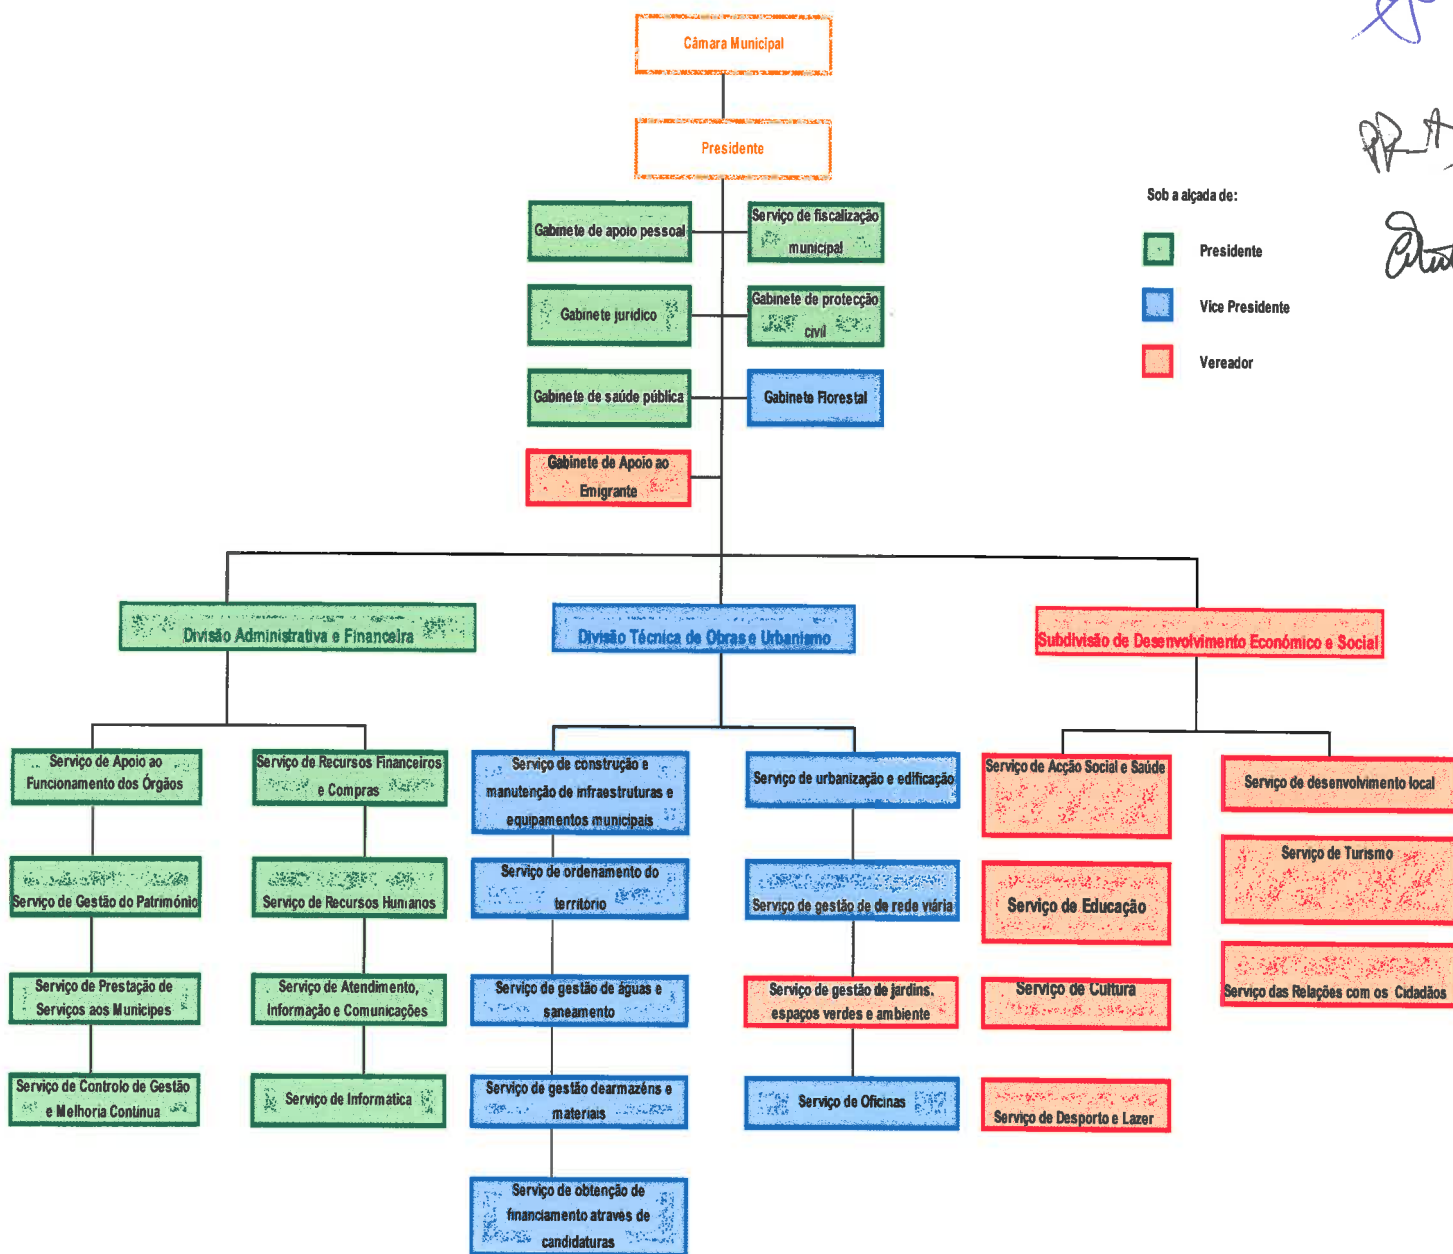 Câmara Municipal
Presidente
Gabinete de apoio pessoal
Serviço de fiscalização
municipal
Gabinete jurídico
Gabinete de protecção
civil
Gabinete de saúde pública
Gabinete Florestal
Gabinete de Apoio ao
Emigrante
Sob a alçada de:
Presidente
Vice Presidente
Vereador
Divisão Administrativa e Financeira
Divisão Técnica de Obras e Urbanismo
Subdivisão de Desenvolvimento Económico e Social
Serviço de Apoio ao
Funcionamento dos Órgãos
Serviço de Gestão do Património
Serviço de Prestação de
Serviços aos Municipes
Serviço de Controlo de Gestão
e Melhoria Contínua
Serviço de Recursos Financeiros
e Compras
Serviço de Recursos Humanos
Serviço de Atendimento,
Informação e Comunicações
Serviço de Informática
Serviço de construção e
manutenção de infraestruturas e
equipamentos municipais
Serviço de ordenamento do
território
Serviço de gestão de águas e
saneamento
Serviço de gestão dearmazéns e
materiais
Serviço de obtenção de
financiamento através de
candidaturas
Serviço de urbanização e edificação
Serviço de gestão de de rede viária
Serviço de gestão de jardins,
espaços verdes e ambiente
Serviço de Oficinas
Serviço de Acção Social e Saúde
Serviço de Educação
Serviço de Cultura
Serviço de Desporto e Lazer
Serviço de desenvolvimento local
Serviço de Turismo
Serviço das Relações com os Cidadãos